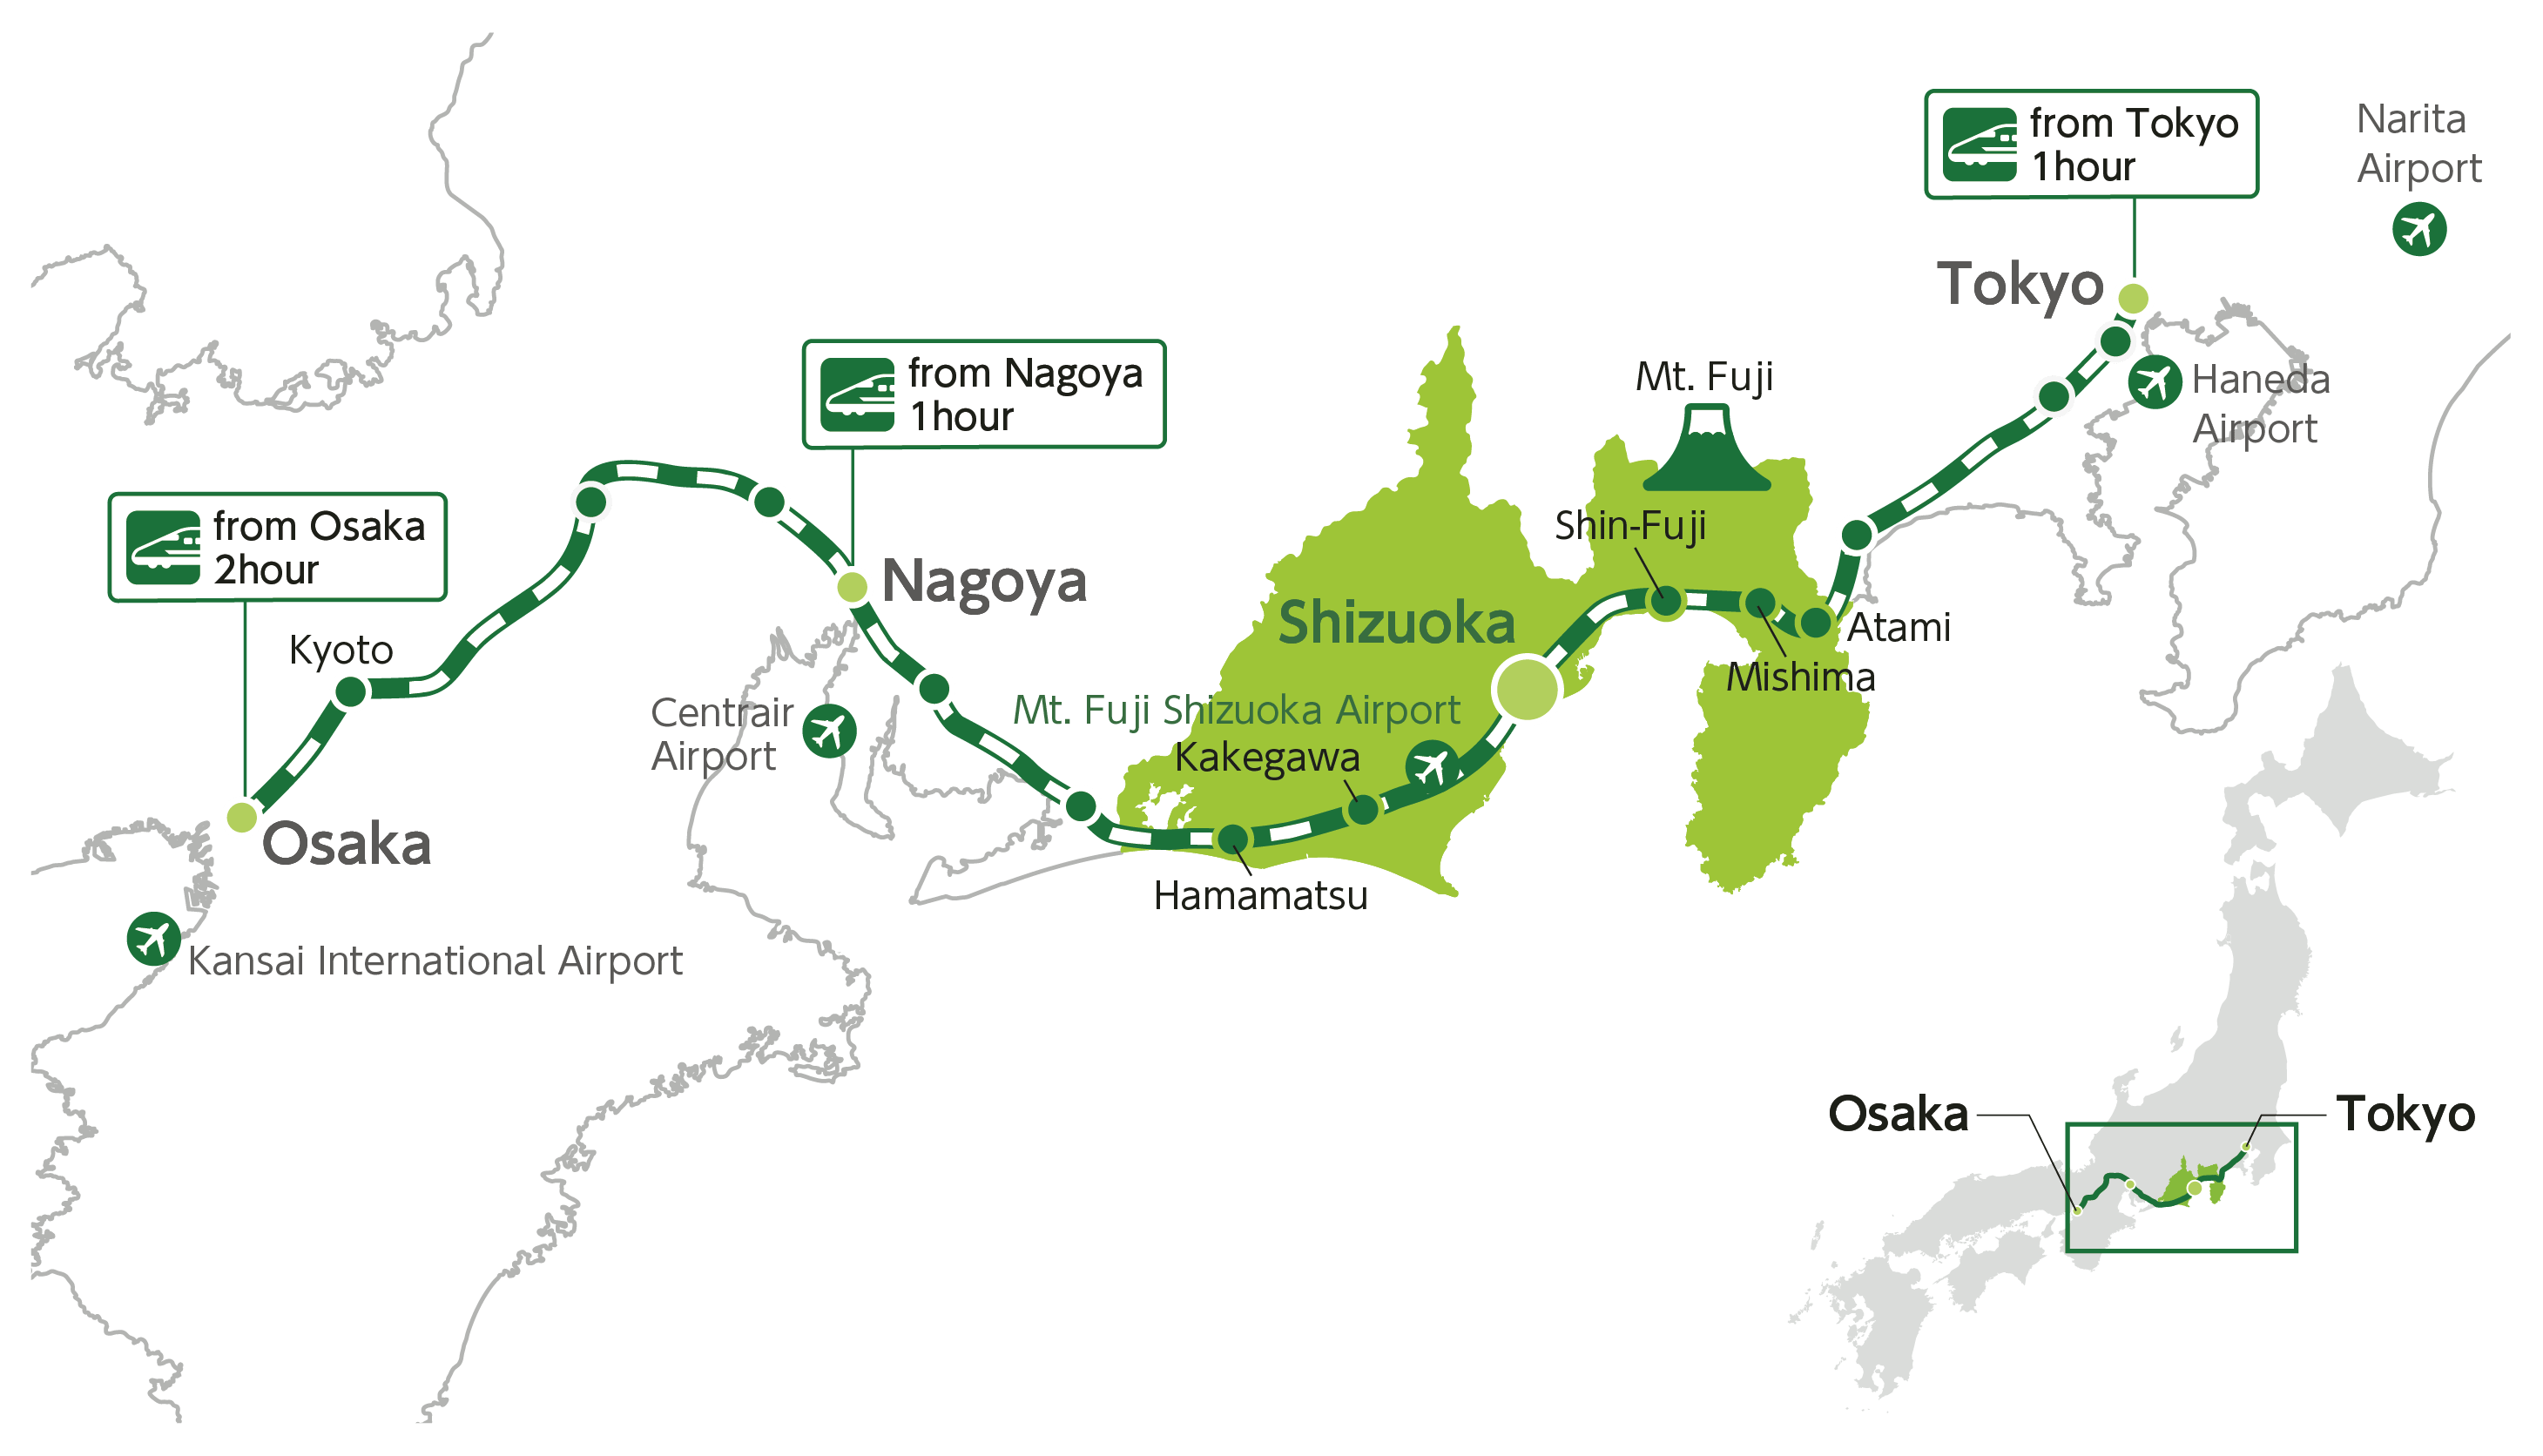 from Tokyo
1hour
Narita
Airport
Tokyo
from Nagoya
1hour
Mt. Fuji
Haneda
Airport
from Osaka
2hour
Shin-Fuji
Nagoya
Shizuoka
Atami
Kyoto
Mishima
Centrair
Airport
Mt. Fuji Shizuoka Airport
Kakegawa
Osaka
Hamamatsu
Kansai International Airport
Osaka
Tokyo